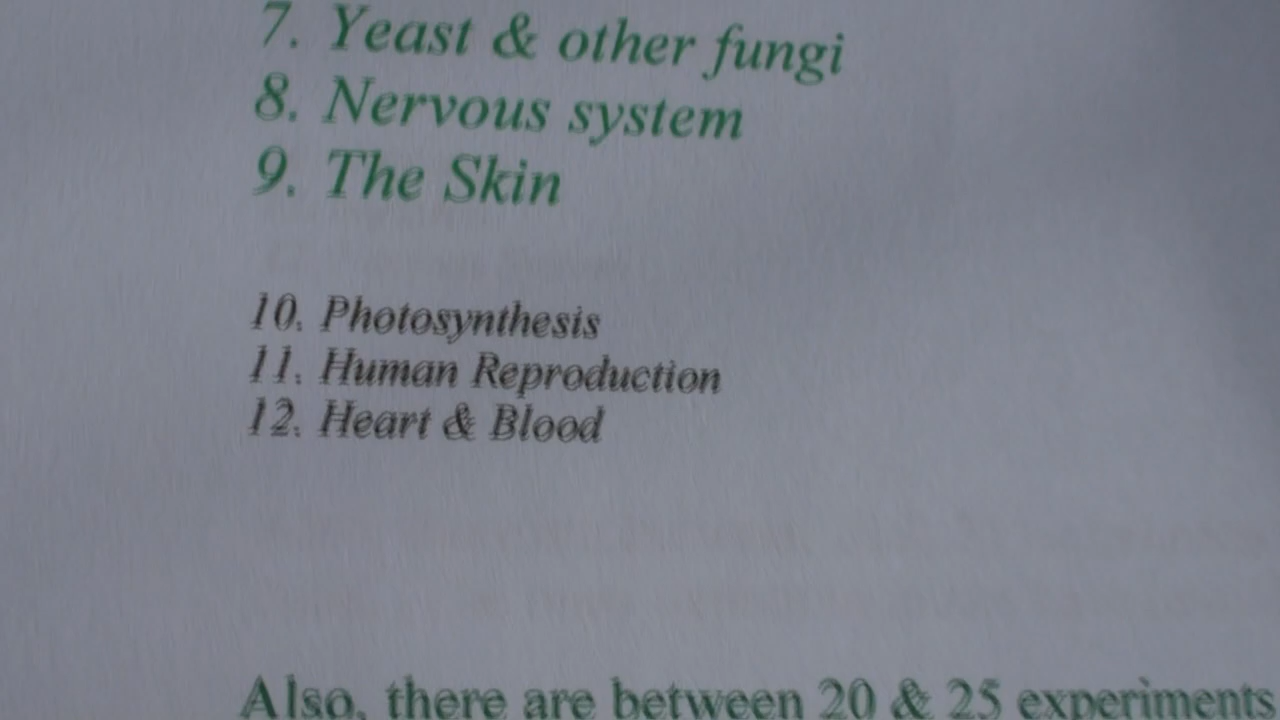 7. Yeast & other fungi
8. Nervous system
9. The Skin
10. Photosynthesis
11. Human Reproduction
12. Heart & Blood
Also, there are between 20 & 25 experiments